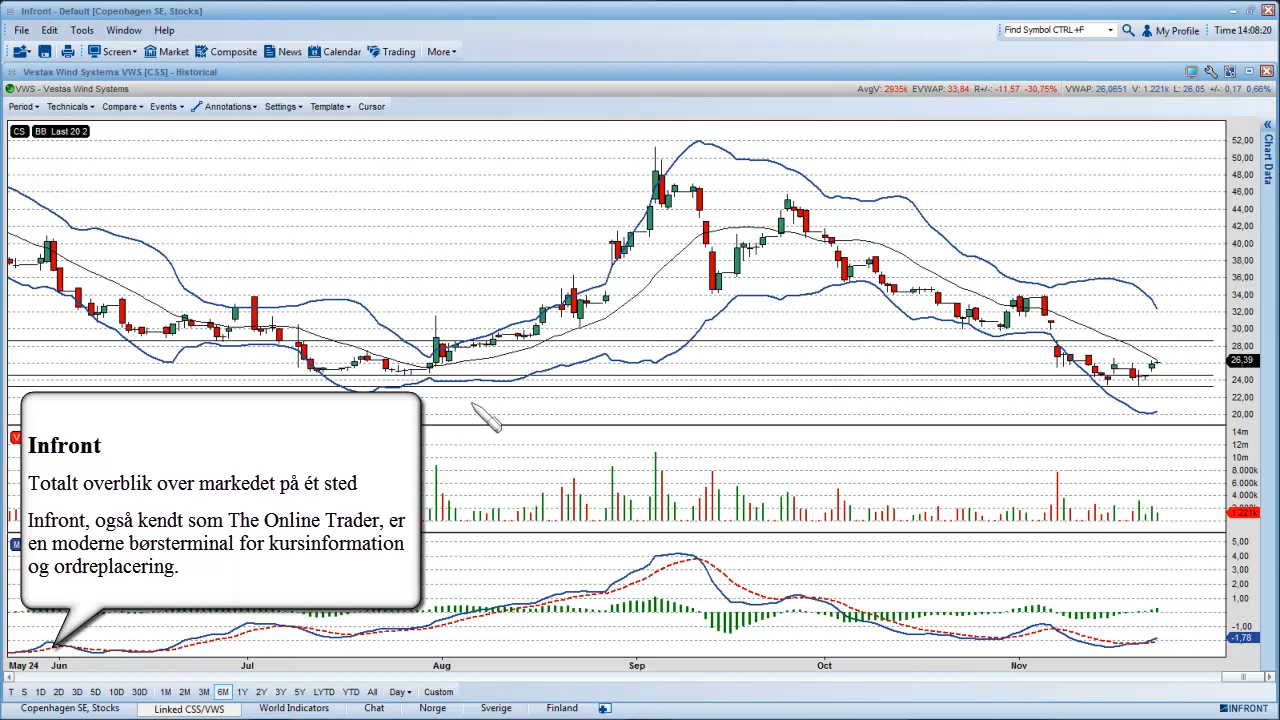 Infront - Default [Copenhagen SE, Stocks]
File Edit Tools Window Help
Find Symbol CTRL+F My Profile Time 14:08:20
Screen Market Composite News Calendar Trading More
Vestas Wind Systems VWS [CSS] - Historical
VWS - Vestas Wind Systems
AvgV: 2935k EVWAP: 33,84 R+/-: -11,57 -30,75% VWAP: 26,0651 V: 1.221k L: 26,05 +/-: 0,17 0,66%
Period Technicals Compare Events Annotations Settings Template Cursor
CS BB Last 20 2
Chart Data
52,00
50,00
48,00
46,00
44,00
42,00
40,00
38,00
36,00
34,00
32,00
30,00
28,00
26,39
24,00
22,00
20,00
14m
12m
10m
8.000k
6.000k
4.000k
2.000k
1.221k
5,00
4,00
3,00
2,00
1,00
-1,00
-1,78
Infront
Totalt overblik over markedet på ét sted
Infront, også kendt som The Online Trader, er
en moderne børsterminal for kursinformation
og ordreplacering.
May 24 Jun Jul Aug Sep Oct Nov
T S 1D 2D 3D 5D 10D 30D 1M 2M 3M 6M 1Y 2Y 3Y 5Y LYTD YTD All Day Custom
Copenhagen SE, Stocks Linked CSS/VWS World Indicators Chat Norge Sverige Finland
INFRONT